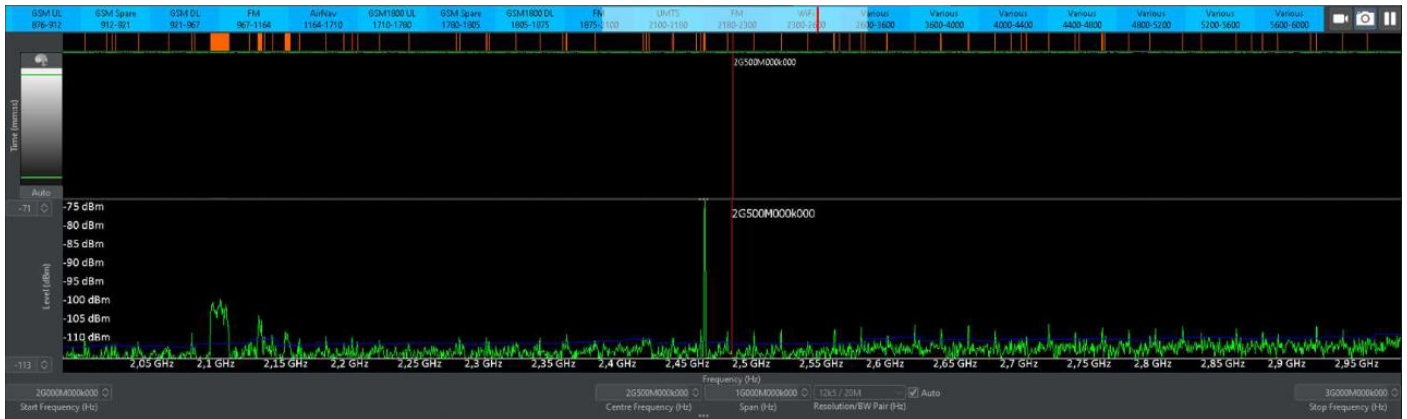 GSM UL GSM Spare GSM DL FM AirNav GSM1800 UL GSM Spare GSM1800 DL FM UMTS FM WiFi Various Various Various Various Various Various
876-912 912-921 921-967 967-1164 1164-1710 1710-1780 1780-1805 1805-1875 1875-2100 2100-2180 2180-2300 2300-2600 2600-3600 3600-4000 4000-4400 4400-4800 4800-5200 5200-5600 5600-6000
2G500M000k000
Auto
-71
-75 dBm
2G500M000k000
-80 dBm
-85 dBm
-90 dBm
Level (dBm)
-95 dBm
-100 dBm
-105 dBm
-110 dBm
-113
2,05 GHz 2,1 GHz 2,15 GHz 2,2 GHz 2,25 GHz 2,3 GHz 2,35 GHz 2,4 GHz 2,45 GHz 2,5 GHz 2,55 GHz 2,6 GHz 2,65 GHz 2,7 GHz 2,75 GHz 2,8 GHz 2,85 GHz 2,9 GHz 2,95 GHz
Frequency (Hz)
2G000M000k000 2G500M000k000 1G000M000k000 12k5 / 20M Auto 3G000M000k000
Start Frequency (Hz) Centre Frequency (Hz) Span (Hz) Resolution/BW Pair (Hz) Stop Frequency (Hz)